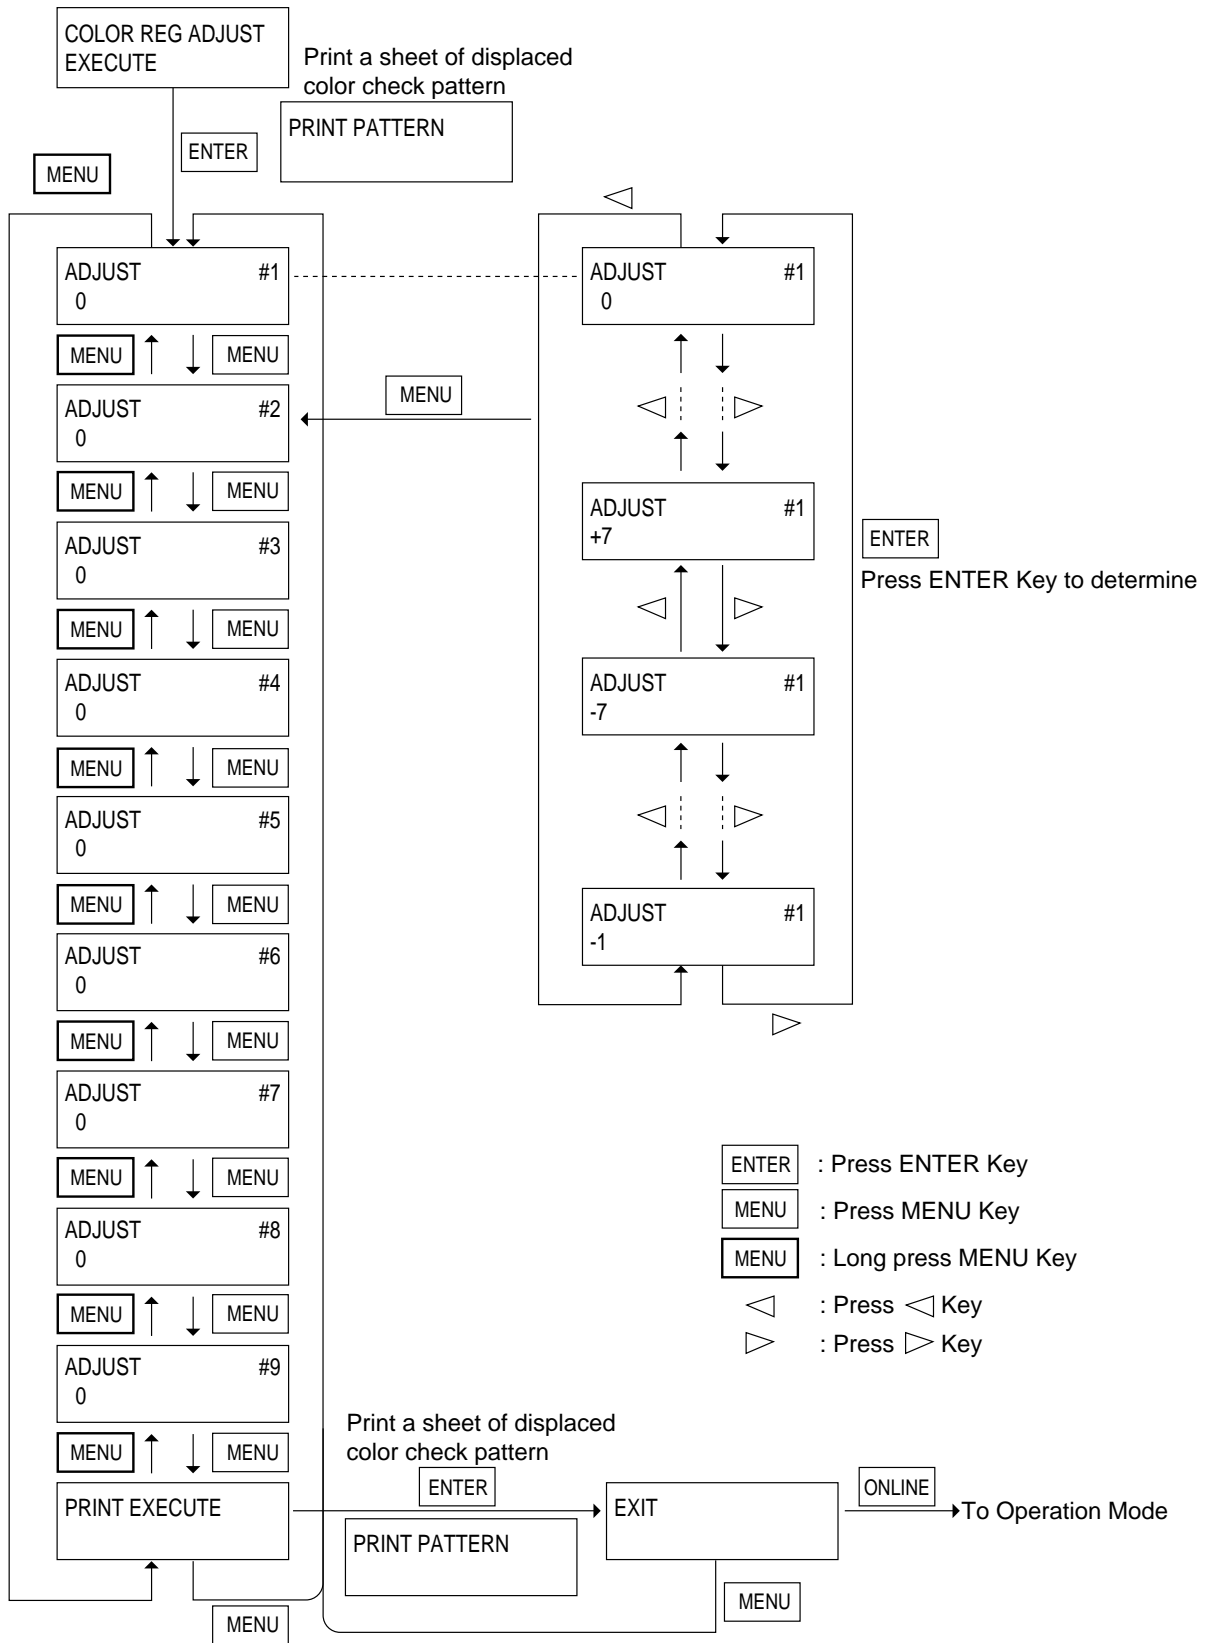 COLOR REG ADJUST
EXECUTE
Print a sheet of displaced
color check pattern
PRINT PATTERN
ENTER
MENU
ADJUST #1
0
MENU MENU
ADJUST #2
0
MENU MENU
ADJUST #3
0
MENU MENU
ADJUST #4
0
MENU MENU
ADJUST #5
0
MENU MENU
ADJUST #6
0
MENU MENU
ADJUST #7
0
MENU MENU
ADJUST #8
0
MENU MENU
ADJUST #9
0
MENU MENU
PRINT EXECUTE
MENU
MENU
ADJUST #1
0
ADJUST #1
+7
ADJUST #1
-7
ADJUST #1
-1
ENTER
Press ENTER Key to determine
ENTER : Press ENTER Key
MENU : Press MENU Key
MENU : Long press MENU Key
◁ : Press ◁ Key
▷ : Press ▷ Key
Print a sheet of displaced
color check pattern
ENTER
PRINT PATTERN
EXIT
ONLINE
To Operation Mode
MENU